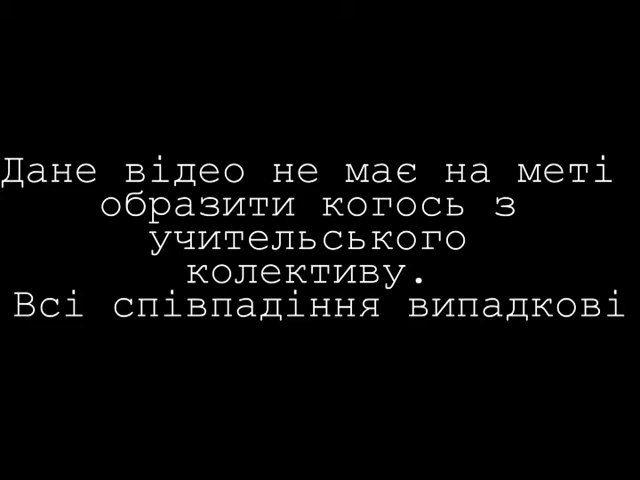 Дане відео не має на меті
образити когось з
учительського
колективу.
Всі співпадіння випадкові